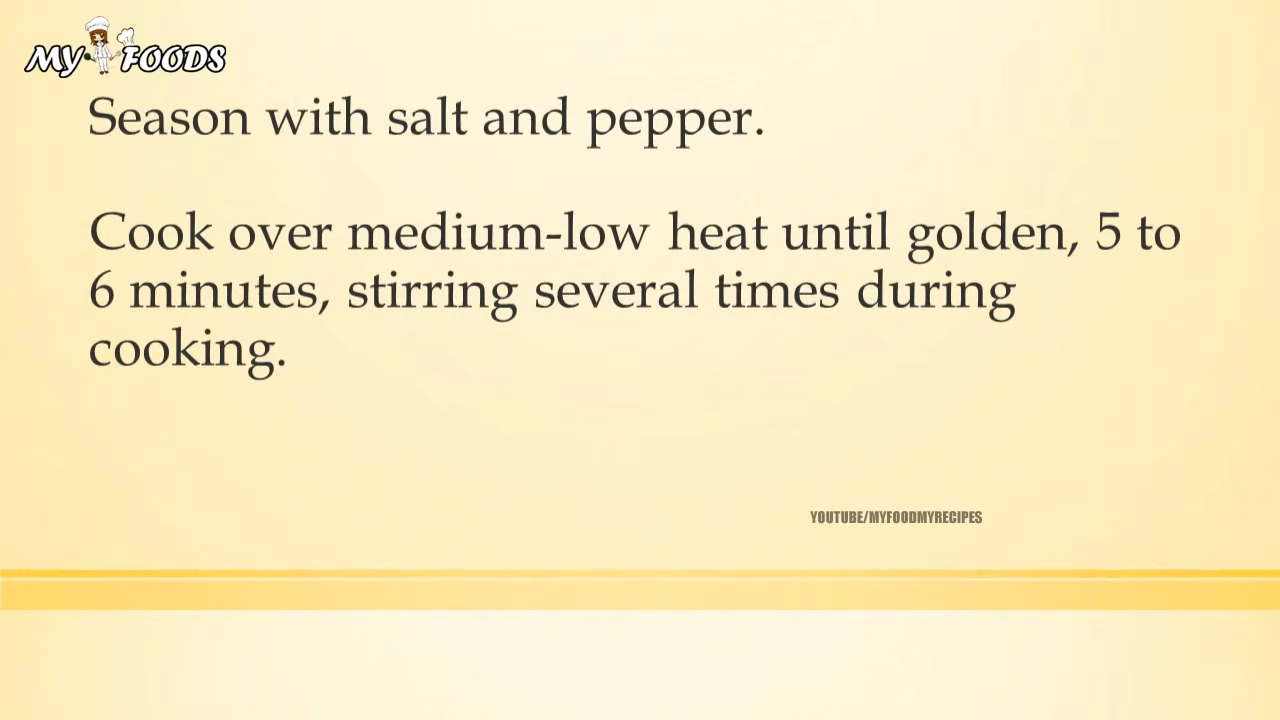 MY FOODS
Season with salt and pepper.
Cook over medium-low heat until golden, 5 to
6 minutes, stirring several times during
cooking.
YOUTUBE/MYFOODMYRECIPES